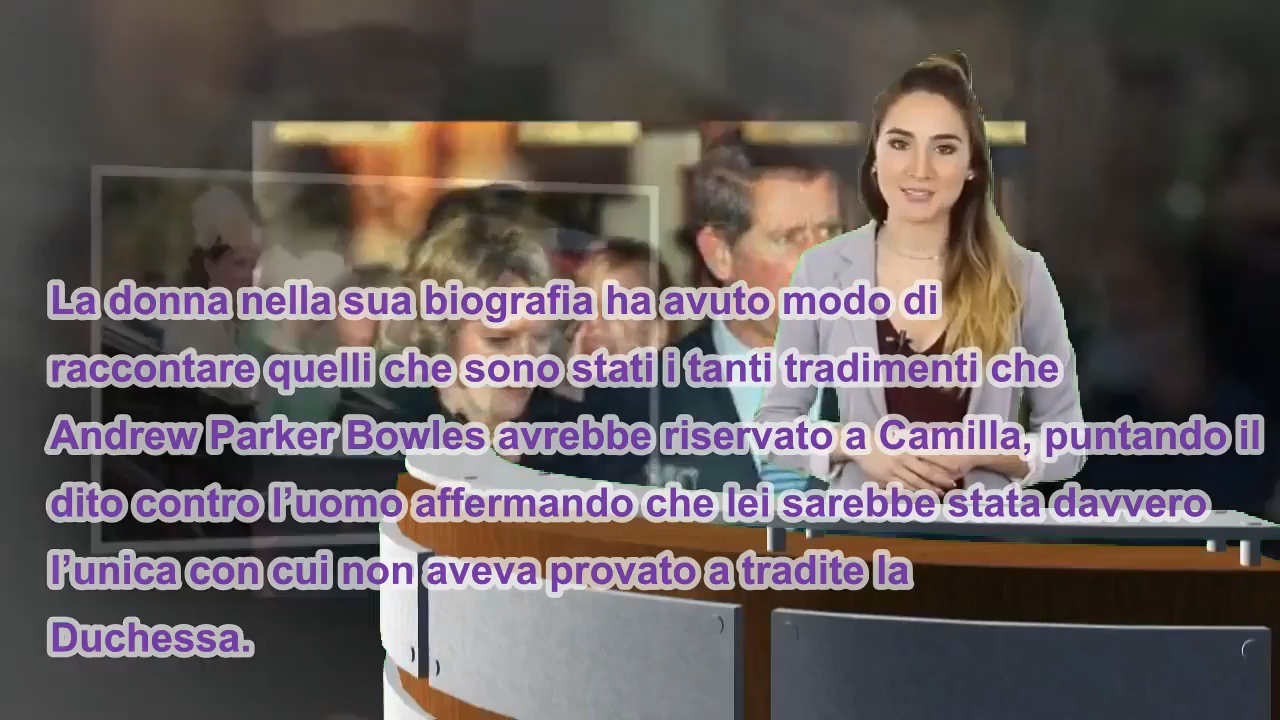 La donna nella sua biografia ha avuto modo di
raccontare quelli che sono stati i tanti tradimenti che
Andrew Parker Bowles avrebbe riservato a Camilla, puntando il
dito contro l’uomo affermando che lei sarebbe stata davvero
l’unica con cui non aveva provato a tradite la
Duchessa.